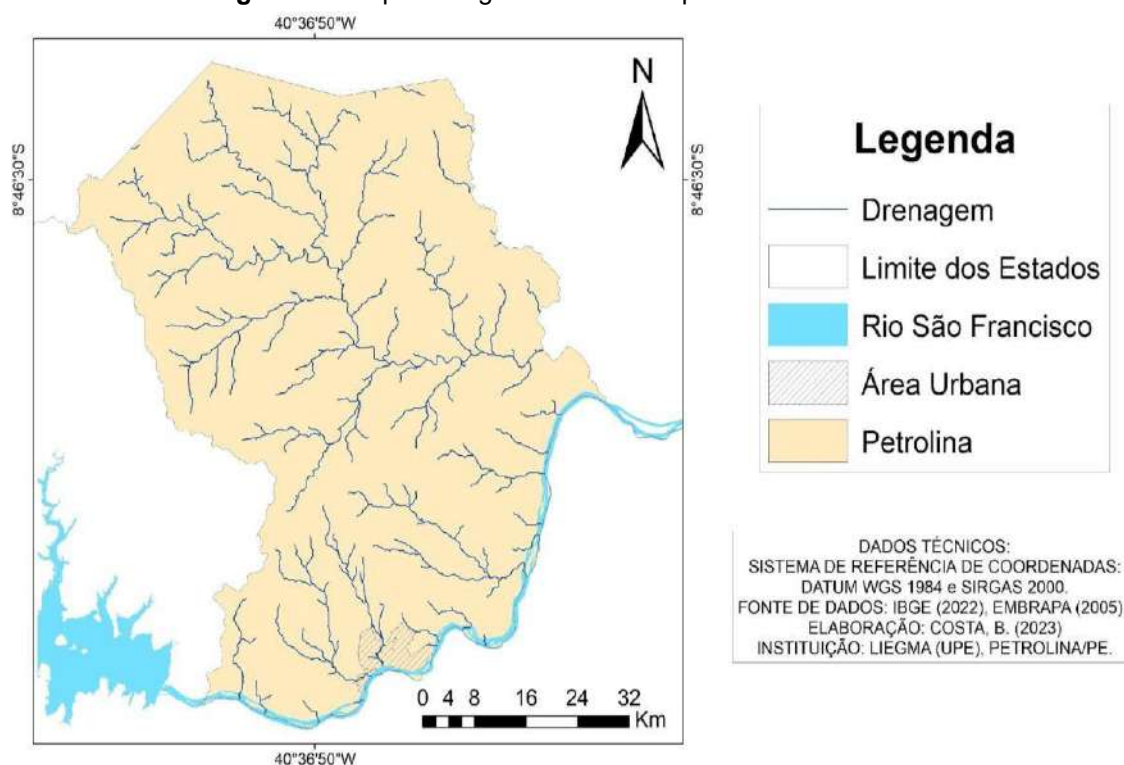 40°36'50"W
8°46'30"S
N
8°46'30"S
0 4 8 16 24 32
Km
40°36'50"W
Legenda
Drenagem
Limite dos Estados
Rio São Francisco
Área Urbana
Petrolina
DADOS TÉCNICOS:
SISTEMA DE REFERÊNCIA DE COORDENADAS:
DATUM WGS 1984 e SIRGAS 2000.
FONTE DE DADOS: IBGE (2022), EMBRAPA (2005)
ELABORAÇÃO: COSTA, B. (2023)
INSTITUIÇÃO: LIEGMA (UPE), PETROLINA/PE.